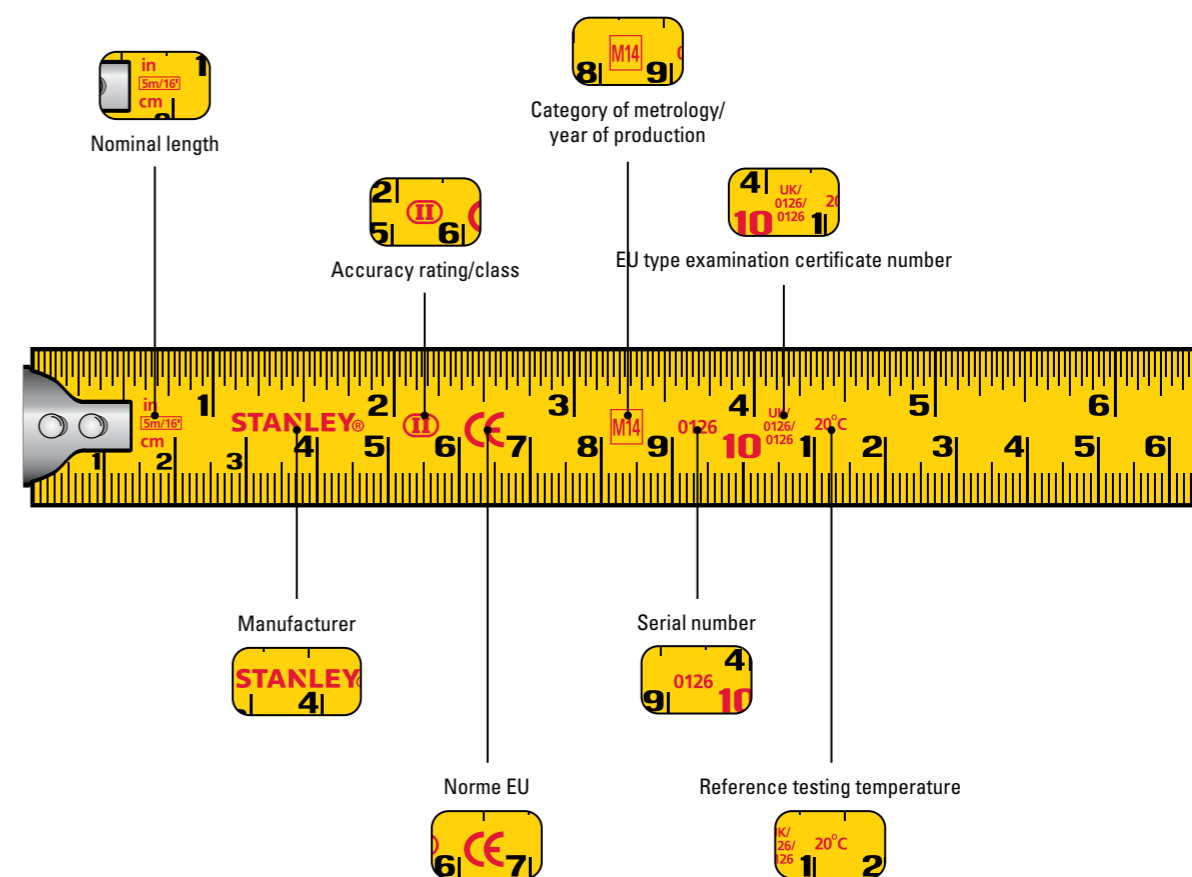 in 1
5m/16'
cm
Nominal length
M14
8 9
Category of metrology/
year of production
2
II
5 6
Accuracy rating/class
4 UK/
0126/ 20
10 0126 1
EU type examination certificate number
in 1 2 3 4 5 6
5m/16' STANLEY® II CE M14 0126 UK/ 20°C
cm 0126/
0126
1 2 3 4 5 6 7 8 9 10 1 2 3 4 5 6
Manufacturer
STANLEY
4
Serial number
4
0126
9 10
Norme EU
CE
6 7
Reference testing temperature
K/
26/ 20°C
126 1 2